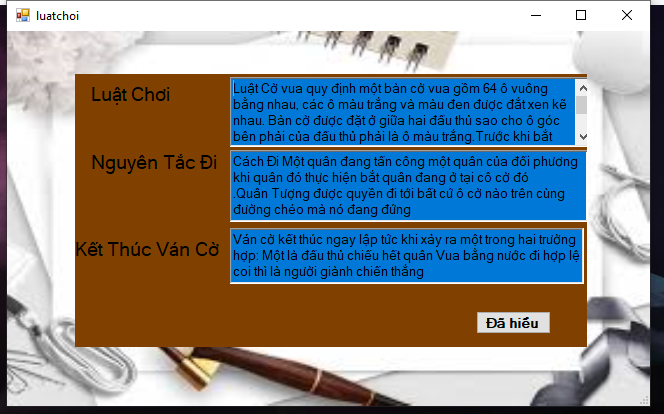 luatchoi
Luật Chơi
Luật Cờ vua quy định một bàn cờ vua gồm 64 ô vuông
bằng nhau, các ô màu trắng và màu đen được đặt xen kẽ
nhau. Bàn cờ được đặt ở giữa hai đấu thủ sao cho ô góc
bên phải của đấu thủ phải là ô màu trắng.Trước khi bắt
Nguyên Tắc Đi
Cách Đi Một quân đang tấn công một quân của đối phương
khi quân đó thực hiện bắt quân đang ở tại cô cờ đó
.Quân Tượng được quyền đi tới bất cứ ô cờ nào trên cùng
đường chéo mà nó đang đứng
Kết Thúc Ván Cờ
Ván cờ kết thúc ngay lập tức khi xảy ra một trong hai trường
hợp: Một là đấu thủ chiếu hết quân Vua bằng nước đi hợp lệ
coi thì là người giành chiến thắng
Đã hiểu